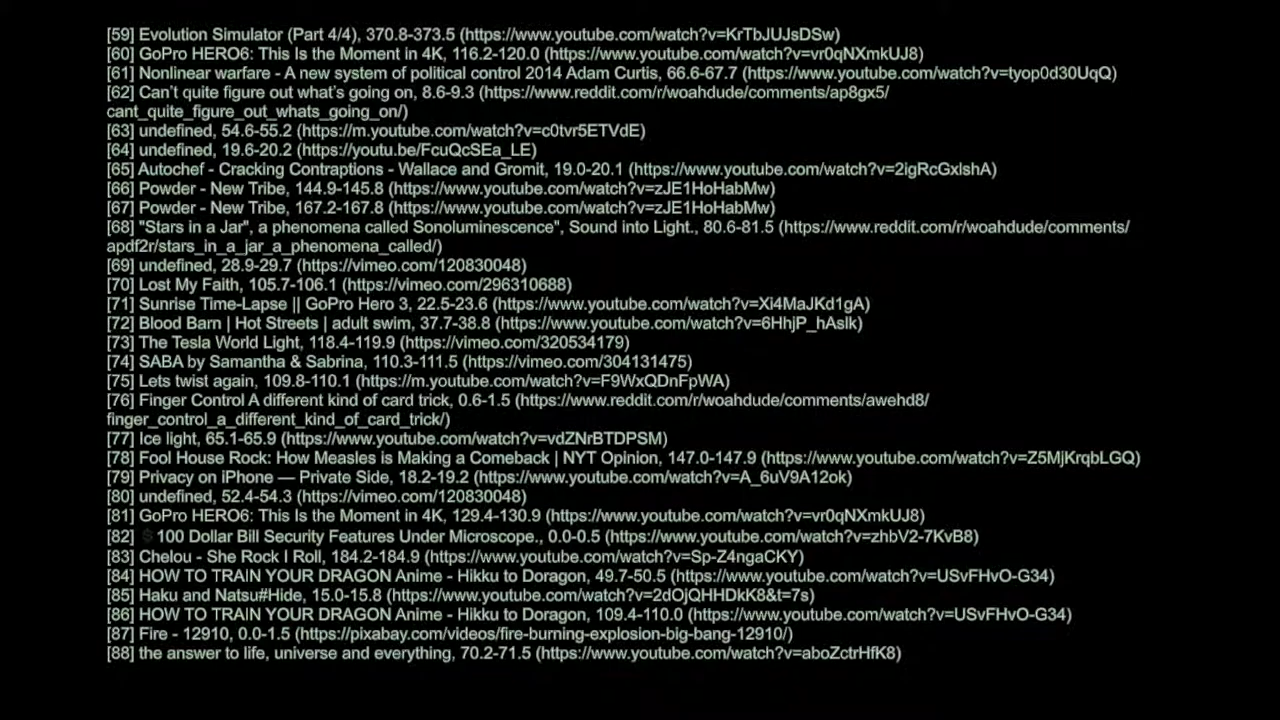 [59] Evolution Simulator (Part 4/4), 370.8-373.5 (https://www.youtube.com/watch?v=KrTbJUJsDSw)
[60] GoPro HERO6: This Is the Moment in 4K, 116.2-120.0 (https://www.youtube.com/watch?v=vr0qNXmkUJ8)
[61] Nonlinear warfare - A new system of political control 2014 Adam Curtis, 66.6-67.7 (https://www.youtube.com/watch?v=tyop0d30UqQ)
[62] Can't quite figure out what's going on, 8.6-9.3 (https://www.reddit.com/r/woahdude/comments/ap8gx5/
cant_quite_figure_out_whats_going_on/)
[63] undefined, 54.6-55.2 (https://m.youtube.com/watch?v=c0tvr5ETVdE)
[64] undefined, 19.6-20.2 (https://youtu.be/FcuQcSEa_LE)
[65] Autochef - Cracking Contraptions - Wallace and Gromit, 19.0-20.1 (https://www.youtube.com/watch?v=2igRcGxlshA)
[66] Powder - New Tribe, 144.9-145.8 (https://www.youtube.com/watch?v=zJE1HoHabMw)
[67] Powder - New Tribe, 167.2-167.8 (https://www.youtube.com/watch?v=zJE1HoHabMw)
[68] "Stars in a Jar", a phenomena called Sonoluminescence", Sound into Light., 80.6-81.5 (https://www.reddit.com/r/woahdude/comments/
apdf2r/stars_in_a_jar_a_phenomena_called/)
[69] undefined, 28.9-29.7 (https://vimeo.com/120830048)
[70] Lost My Faith, 105.7-106.1 (https://vimeo.com/296310688)
[71] Sunrise Time-Lapse || GoPro Hero 3, 22.5-23.6 (https://www.youtube.com/watch?v=Xi4MaJKd1gA)
[72] Blood Barn | Hot Streets | adult swim, 37.7-38.8 (https://www.youtube.com/watch?v=6HhjP_hAslk)
[73] The Tesla World Light, 118.4-119.9 (https://vimeo.com/320534179)
[74] SABA by Samantha & Sabrina, 110.3-111.5 (https://vimeo.com/304131475)
[75] Lets twist again, 109.8-110.1 (https://m.youtube.com/watch?v=F9WxQDnFpWA)
[76] Finger Control A different kind of card trick, 0.6-1.5 (https://www.reddit.com/r/woahdude/comments/awehd8/
finger_control_a_different_kind_of_card_trick/)
[77] Ice light, 65.1-65.9 (https://www.youtube.com/watch?v=vdZNrBTDPSM)
[78] Fool House Rock: How Measles is Making a Comeback | NYT Opinion, 147.0-147.9 (https://www.youtube.com/watch?v=Z5MjKrqbLGQ)
[79] Privacy on iPhone — Private Side, 18.2-19.2 (https://www.youtube.com/watch?v=A_6uV9A12ok)
[80] undefined, 52.4-54.3 (https://vimeo.com/120830048)
[81] GoPro HERO6: This Is the Moment in 4K, 129.4-130.9 (https://www.youtube.com/watch?v=vr0qNXmkUJ8)
[82] $100 Dollar Bill Security Features Under Microscope., 0.0-0.5 (https://www.youtube.com/watch?v=zhbV2-7KvB8)
[83] Chelou - She Rock I Roll, 184.2-184.9 (https://www.youtube.com/watch?v=Sp-Z4ngaCKY)
[84] HOW TO TRAIN YOUR DRAGON Anime - Hikku to Doragon, 49.7-50.5 (https://www.youtube.com/watch?v=USvFHvO-G34)
[85] Haku and Natsu#Hide, 15.0-15.8 (https://www.youtube.com/watch?v=2dOjQHHDkK8&t=7s)
[86] HOW TO TRAIN YOUR DRAGON Anime - Hikku to Doragon, 109.4-110.0 (https://www.youtube.com/watch?v=USvFHvO-G34)
[87] Fire - 12910, 0.0-1.5 (https://pixabay.com/videos/fire-burning-explosion-big-bang-12910/)
[88] the answer to life, universe and everything, 70.2-71.5 (https://www.youtube.com/watch?v=aboZctrHfK8)